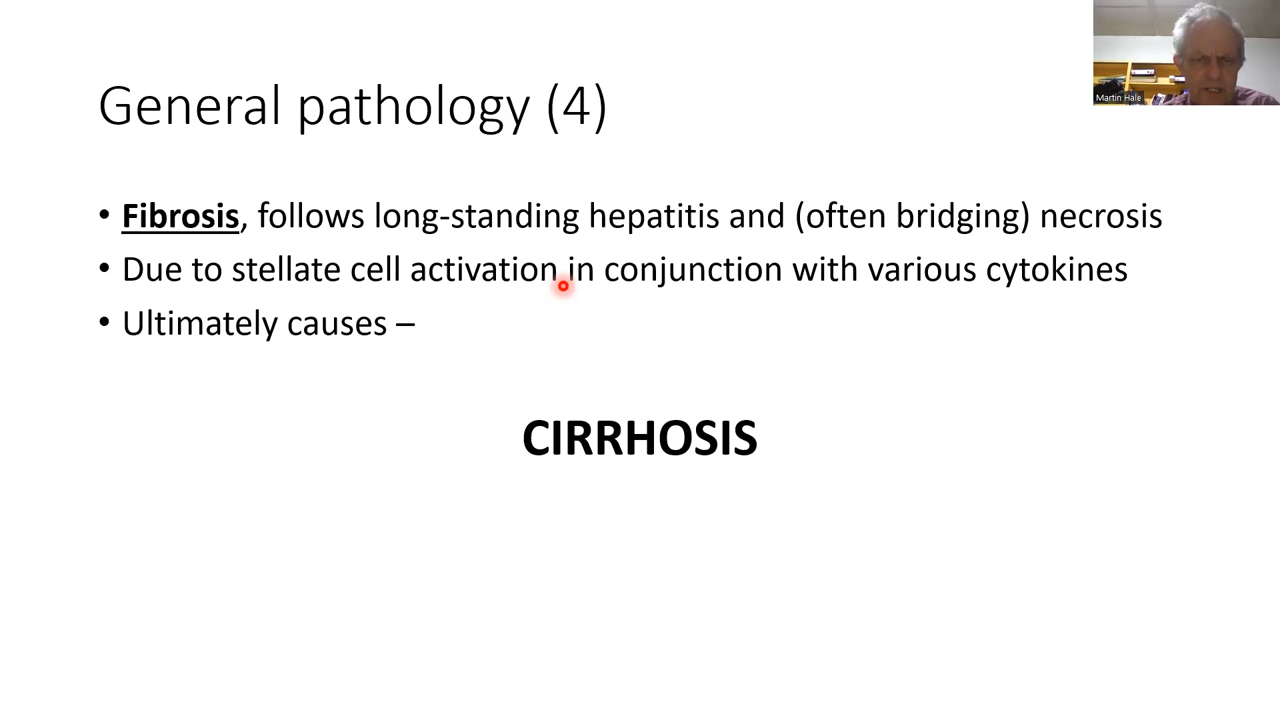 General pathology (4)
Martin Hale
• Fibrosis, follows long-standing hepatitis and (often bridging) necrosis
• Due to stellate cell activation in conjunction with various cytokines
• Ultimately causes –
CIRRHOSIS